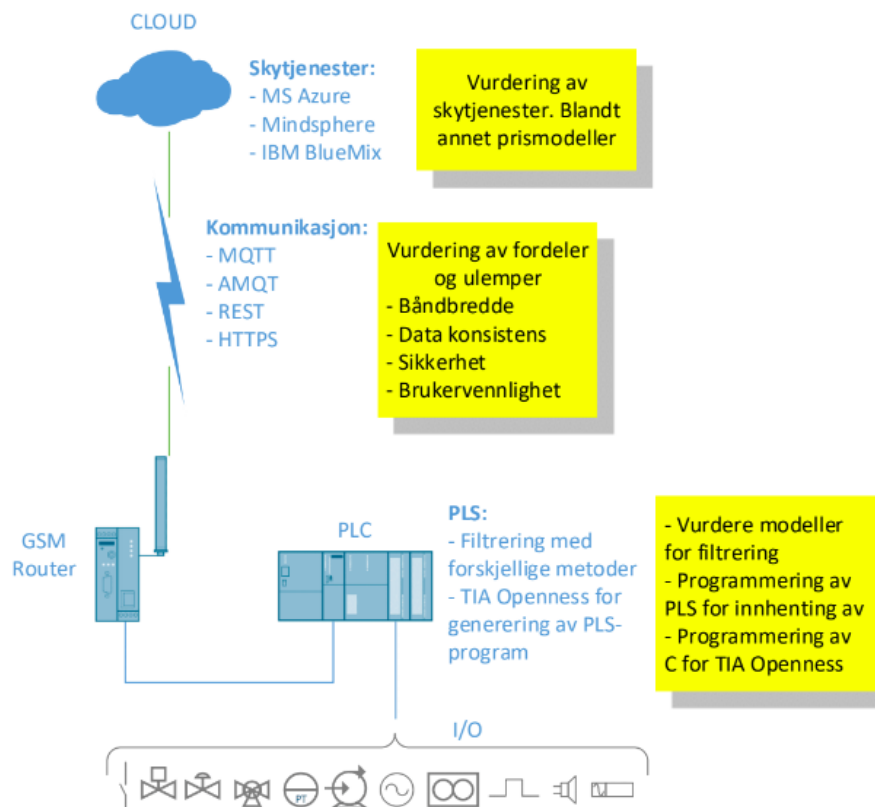 CLOUD
Skytjenester:
- MS Azure
- Mindsphere
- IBM BlueMix
Vurdering av
skytjenester. Blandt
annet prismodeller
Kommunikasjon:
- MQTT
- AMQT
- REST
- HTTPS
Vurdering av fordeler
og ulemper
- Båndbredde
- Data konsistens
- Sikkerhet
- Brukervennlighet
GSM
Router
PLC
PLS:
- Filtrering med
forskjellige metoder
- TIA Openness for
generering av PLS-
program
- Vurdere modeller
for filtrering
- Programmering av
PLS for innhenting av
- Programmering av
C for TIA Openness
I/O
PT